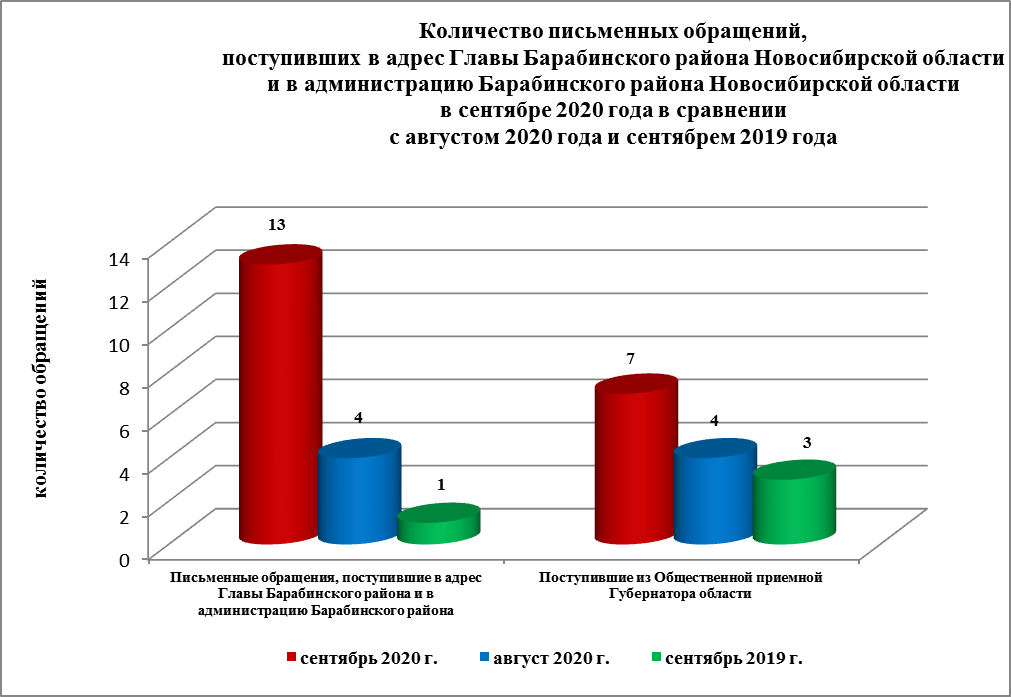 Количество письменных обращений,
поступивших в адрес Главы Барабинского района Новосибирской области
и в администрацию Барабинского района Новосибирской области
в сентябре 2020 года в сравнении
с августом 2020 года и сентябрем 2019 года
количество обращений
14
12
10
8
6
4
2
0
13
4
1
7
4
3
Письменные обращения, поступившие в адрес
Главы Барабинского района и в
администрацию Барабинского района
Поступившие из Общественной приемной
Губернатора области
сентябрь 2020 г.
август 2020 г.
сентябрь 2019 г.